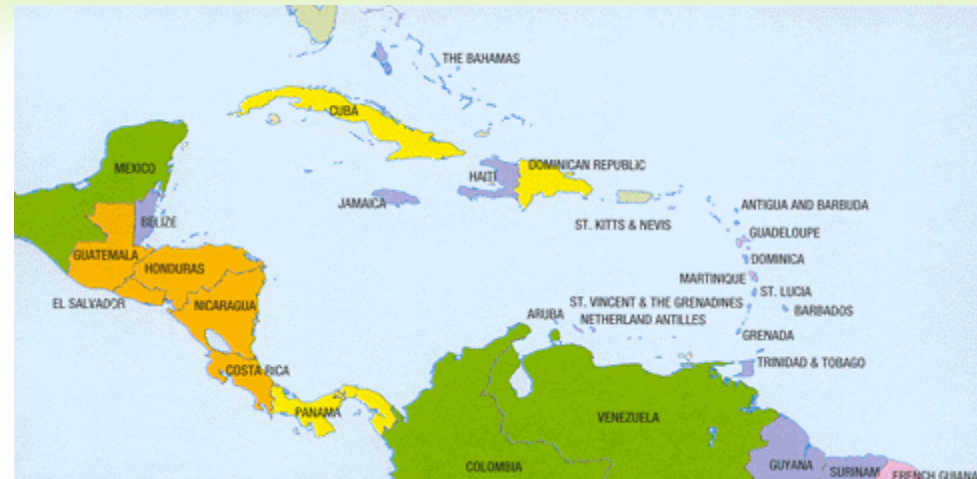 THE BAHAMAS
CUBA
MEXICO
HAITI
DOMINICAN REPUBLIC
JAMAICA
BELIZE
ST. KITTS & NEVIS
ANTIGUA AND BARBUDA
GUADELOUPE
GUATEMALA
HONDURAS
DOMINICA
MARTINIQUE
ST. LUCIA
EL SALVADOR
NICARAGUA
ST. VINCENT & THE GRENADINES
BARBADOS
ARUBA
NETHERLAND ANTILLES
GRENADA
COSTA RICA
TRINIDAD & TOBAGO
PANAMA
VENEZUELA
COLOMBIA
GUYANA
SURINAM
FRENCH GUIANA